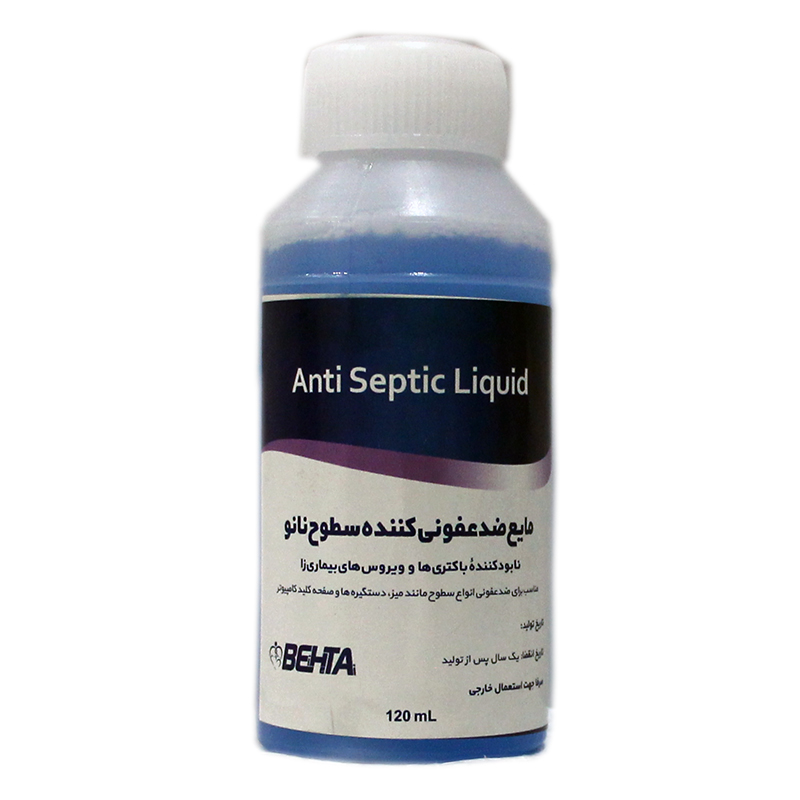 Anti Septic Liquid
مایع ضدعفونی کننده سطوح نانو
نابودکنندهٔ باکتری ها و ویروس های بیماری زا
مناسب برای ضدعفونی انواع سطوح مانند میز، دستگیره ها و صفحه کلید کامپیوتر
تاریخ تولید:
تاریخ انقضا: یک سال پس از تولید
صرفا جهت استعمال خارجی
BEHTA
120 mL